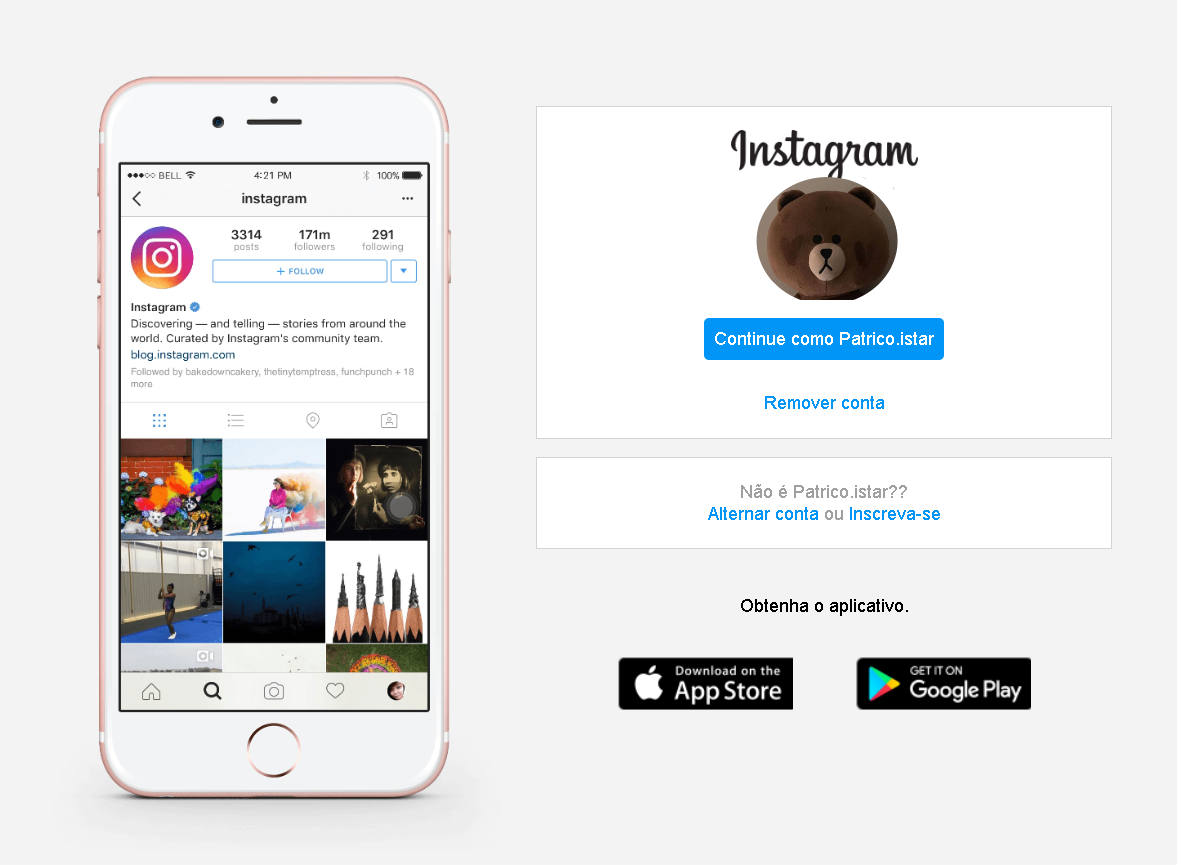 BELL
4:21 PM
100%
instagram
3314
171m
291
posts
followers
following
+ FOLLOW
Instagram
Discovering — and telling — stories from around the
world. Curated by Instagram's community team.
blog.instagram.com
Followed by bakedowncakery, thetinytemptress, funchpunch + 18
more
Instagram
Continue como Patrico.istar
Remover conta
Não é Patrico.istar??
Alternar conta ou Inscreva-se
Obtenha o aplicativo.
Download on the
App Store
GET IT ON
Google Play